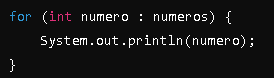 for (int numero : numeros) {
    System.out.println(numero);
}